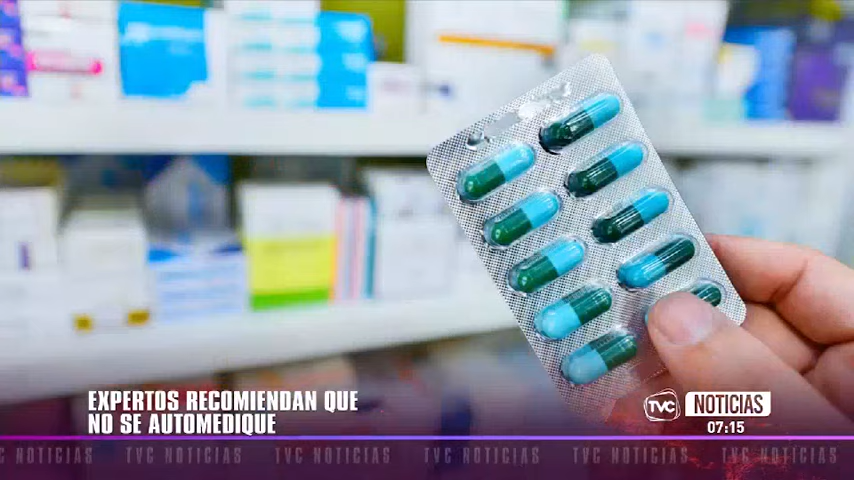 EXPERTOS RECOMIENDAN QUE
NO SE AUTOMEDIQUE
TVC NOTICIAS
07:15
NOTICIAS TVC NOTICIAS TVC NOTICIAS TVC NOTICIAS TVC NOTICIAS TVC NOTICIAS